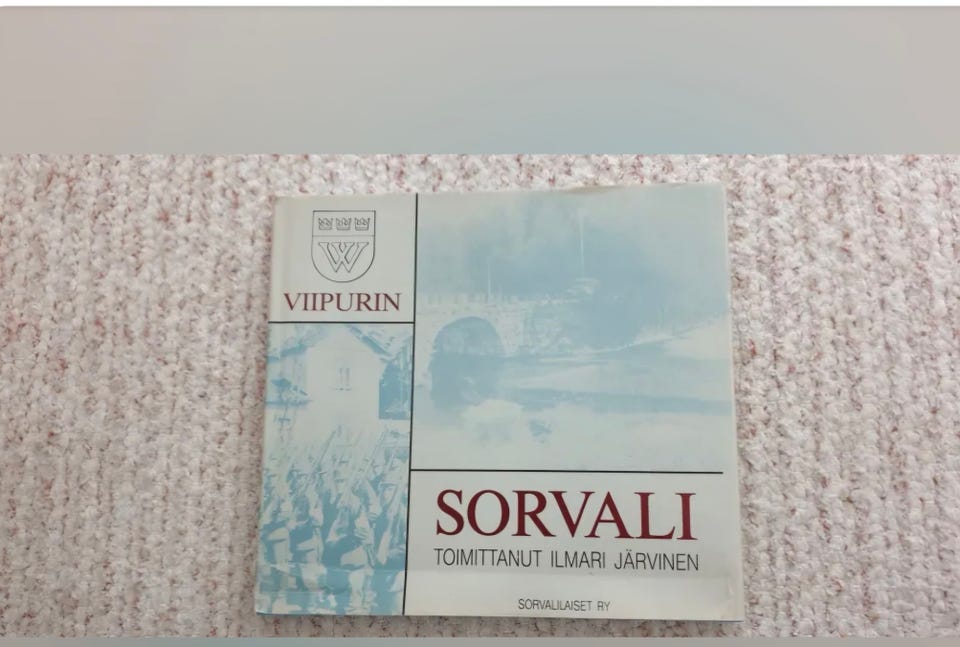 W
VIIPURIN
SORVALI
TOIMITTANUT ILMARI JÄRVINEN
SORVALILAISET RY